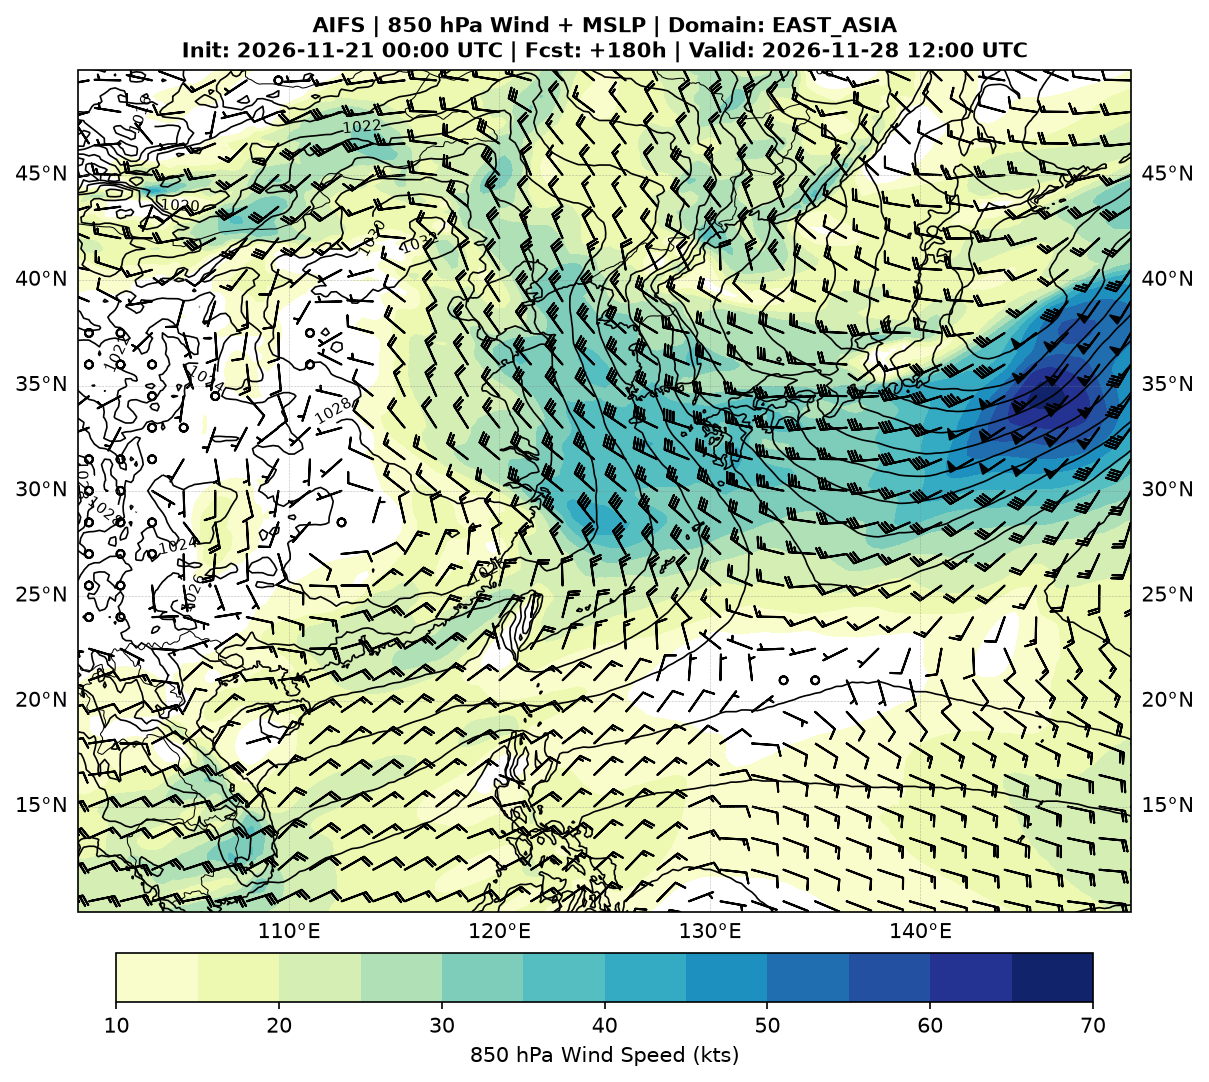 AIFS | 850 hPa Wind + MSLP | Domain: EAST_ASIA
Init: 2026-11-21 00:00 UTC | Fcst: +180h | Valid: 2026-11-28 12:00 UTC
1022
45°N 45°N
1020
40°N 40°N
1024
35°N 35°N
1028
30°N 30°N
1024
25°N 25°N
20°N 20°N
15°N 15°N
110°E 120°E 130°E 140°E
10 20 30 40 50 60 70
850 hPa Wind Speed (kts)